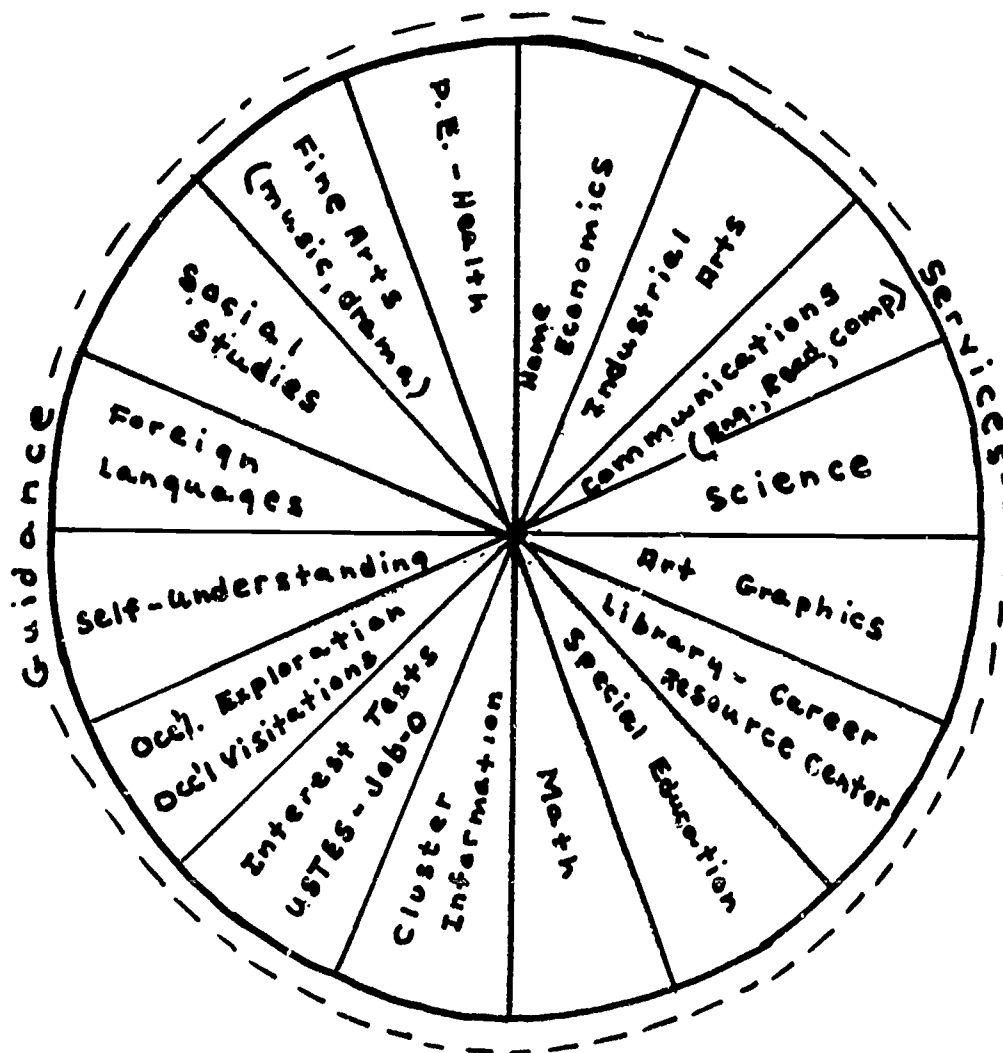 P.E. - Health
Home
Economics
Industrial
Arts
Communications
(Eng., Read, Comp)
Science
Art Graphics
Library - Career
Resource Center
Special Education
Math
Cluster
Information
Interest Tests
USTES - Job-O
Occ'l. Exploration
Occ'l Visitations
Self-Understanding
Foreign
Languages
Social
Studies
Fine Arts
(music, drama)
Guidance
Services